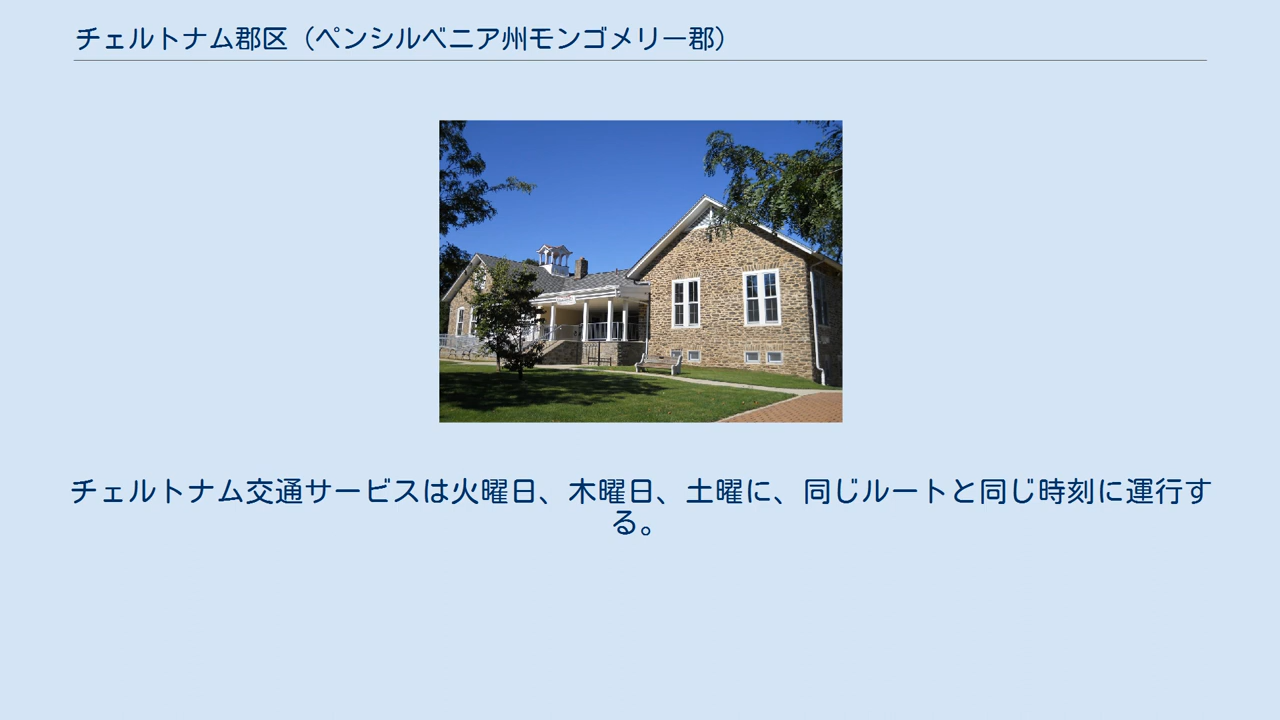 チェルトナム郡区（ペンシルベニア州モンゴメリー郡）
チェルトナム交通サービスは火曜日、木曜日、土曜に、同じルートと同じ時刻に運行す
る。